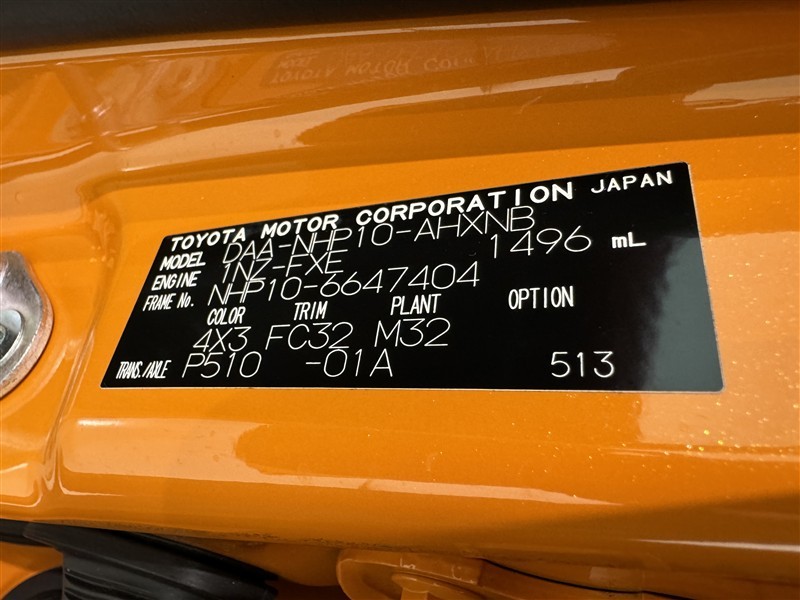 TOYOTA MOTOR CORPORATION JAPAN
MODEL DAA-NHP10-AHXNB
ENGINE 1NZ-FXE 1496 mL
FRAME No. NHP10-6647404
COLOR TRIM PLANT OPTION
4X3 FC32 M32
TRANS./AXLE P510 -01A 513